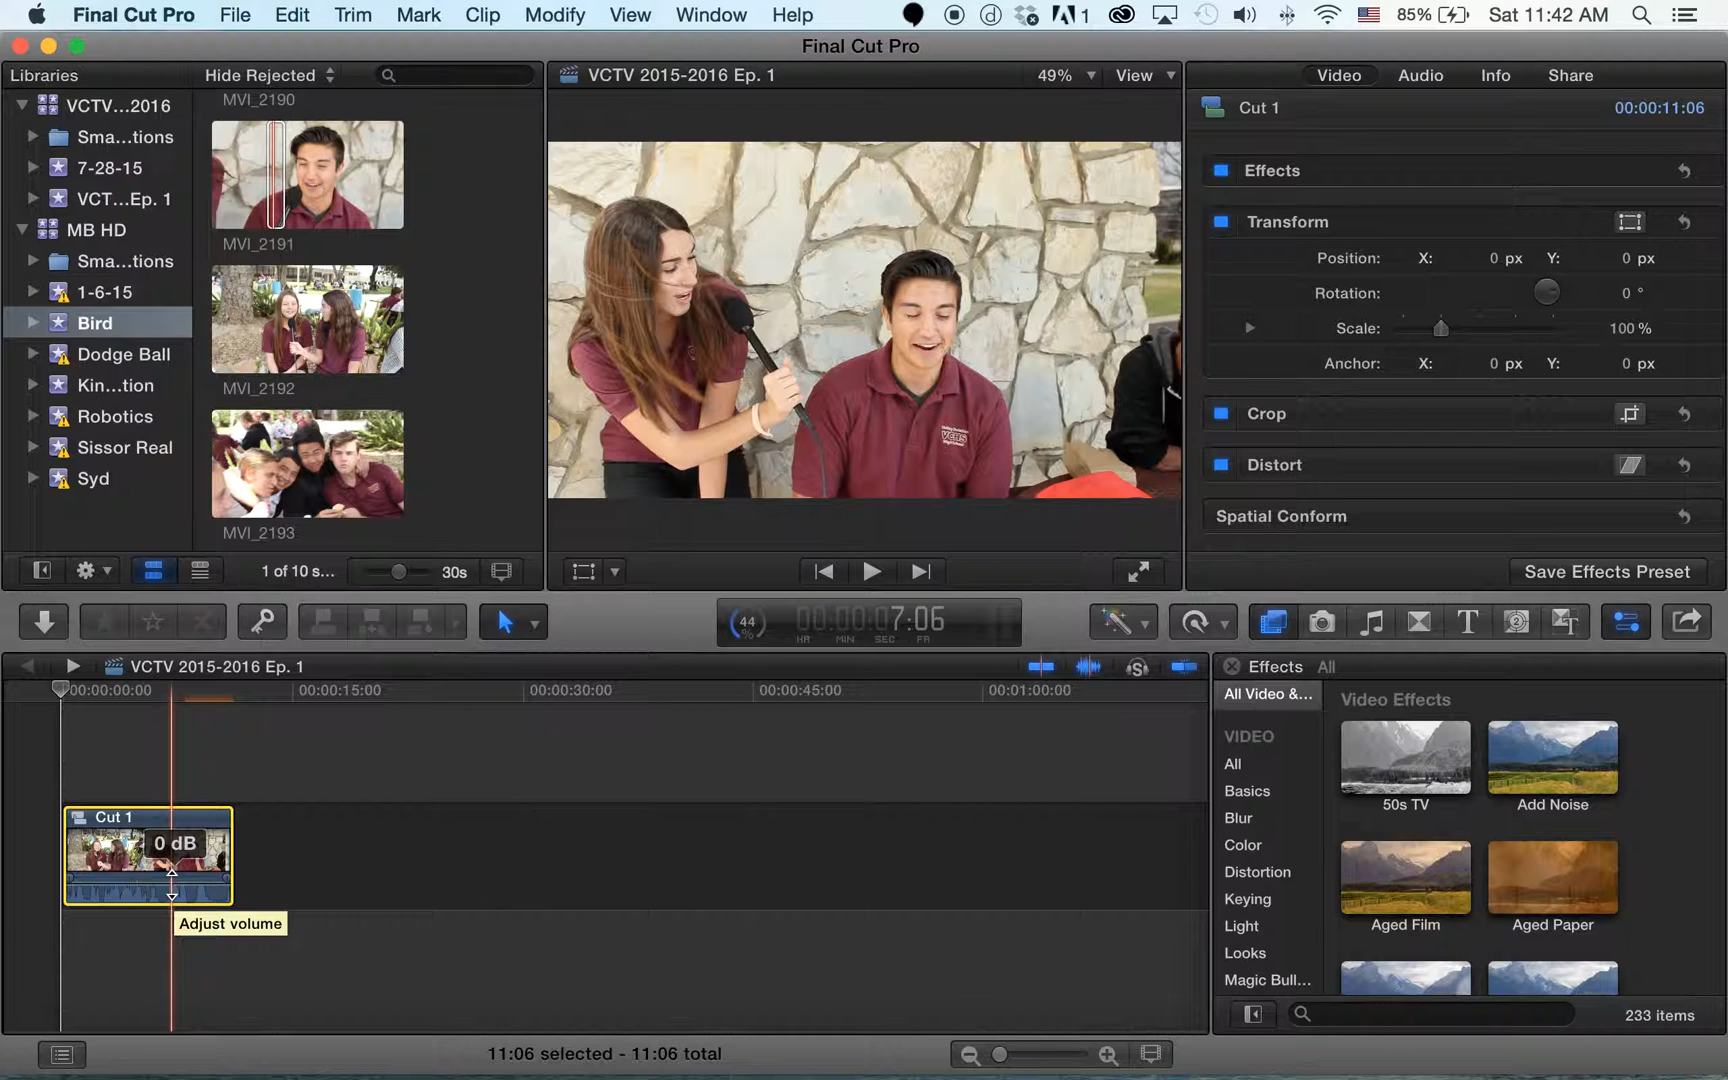 Final Cut Pro File Edit Trim Mark Clip Modify View Window Help 1 85% Sat 11:42 AM
Final Cut Pro
Libraries
Hide Rejected
VCTV 2015-2016 Ep. 1
49%
View
Video
Audio
Info
Share
VCTV...2016
Sma...tions
7-28-15
VCT...Ep. 1
MB HD
Sma...tions
1-6-15
Bird
Dodge Ball
Kin...tion
Robotics
Sissor Real
Syd
MVI_2190
MVI_2191
MVI_2192
MVI_2193
1 of 10 s...
30s
Cut 1
00:00:11:06
Effects
Transform
Position: X: 0 px Y: 0 px
Rotation: 0 °
Scale: 100 %
Anchor: X: 0 px Y: 0 px
Crop
Distort
Spatial Conform
Save Effects Preset
44
%
00:00:07:06
HR MIN SEC FR
VCTV 2015-2016 Ep. 1
00:00:00:00
00:00:15:00
00:00:30:00
00:00:45:00
00:01:00:00
Cut 1
0 dB
Adjust volume
Effects All
All Video &...
VIDEO
All
Basics
Blur
Color
Distortion
Keying
Light
Looks
Magic Bull...
Video Effects
50s TV
Add Noise
Aged Film
Aged Paper
233 items
11:06 selected - 11:06 total